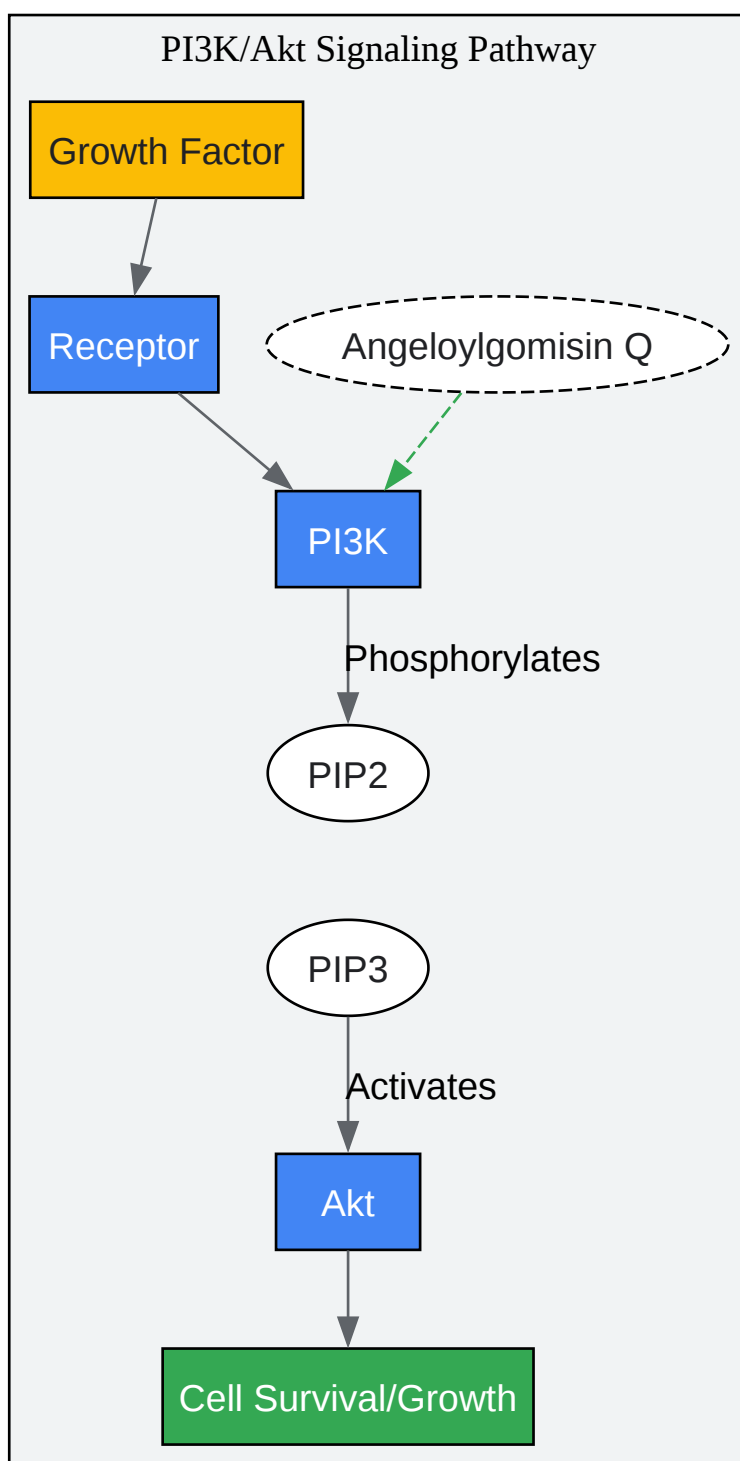 PI3K/Akt Signaling Pathway
Growth Factor
Receptor
Angeloylgomisin Q
PI3K
Phosphorylates
PIP2
PIP3
Activates
Akt
Cell Survival/Growth